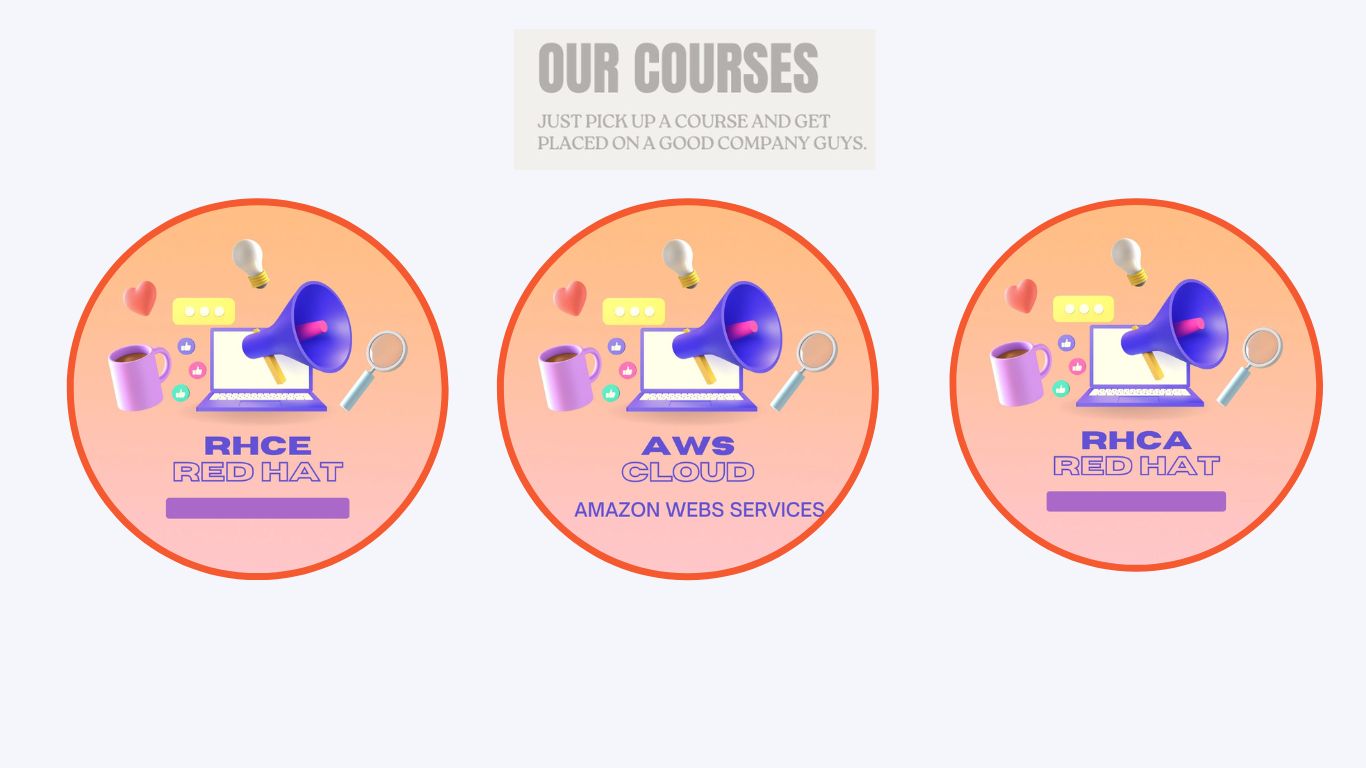 OUR COURSES
JUST PICK UP A COURSE AND GET
PLACED ON A GOOD COMPANY GUYS.
RHCE
RED HAT
AWS
CLOUD
AMAZON WEBS SERVICES
RHCA
RED HAT